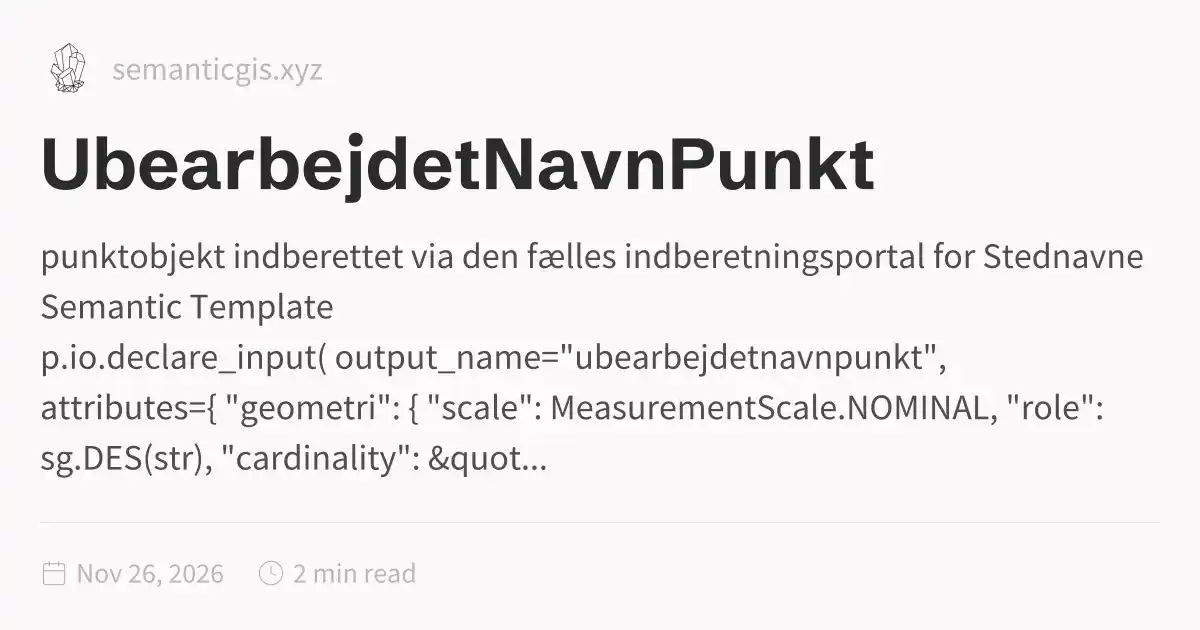 semanticgis.xyz
UbearbejdetNavnPunkt
punktobjekt indberettet via den fælles indberetningsportal for Stednavne
Semantic Template
p.io.declare_input( output_name="ubearbejdetnavnpunkt",
attributes={ "geometri": { "scale": MeasurementScale.NOMINAL, "role":
sg.DES(str), "cardinality": &quot...
Nov 26, 2026 2 min read